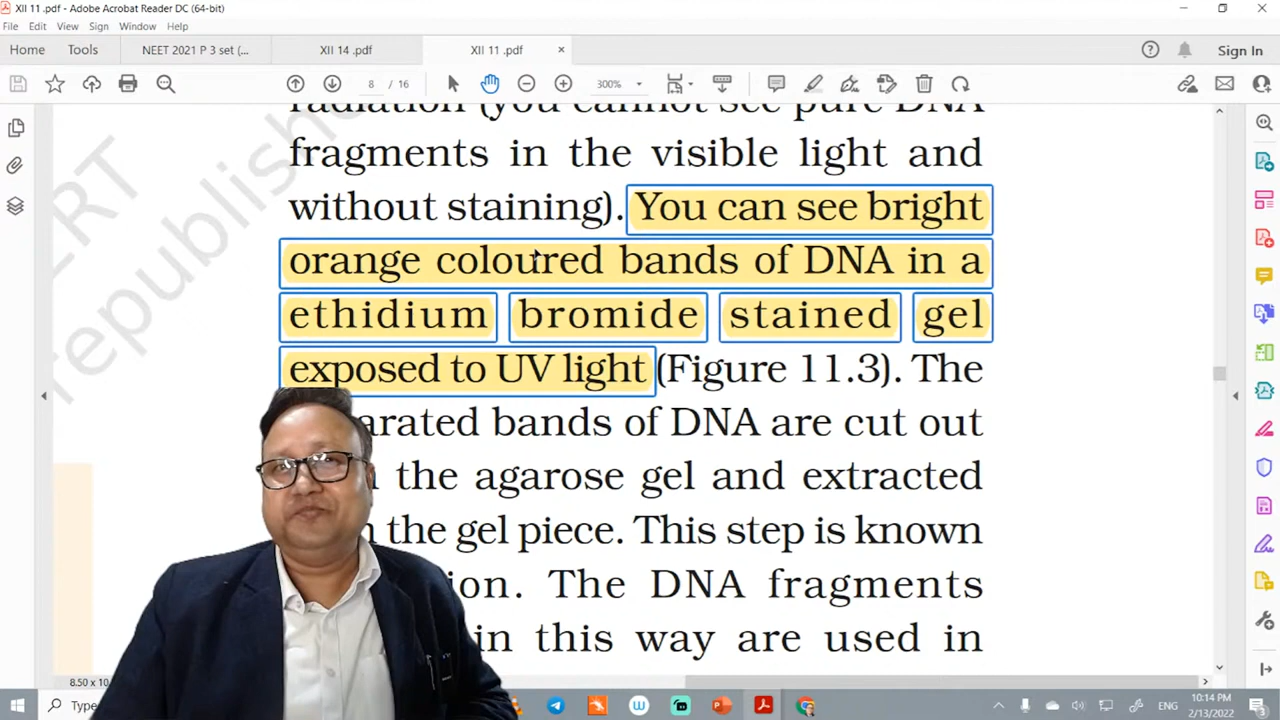 XII 11 .pdf - Adobe Acrobat Reader DC (64-bit)
File Edit View Sign Window Help
Home Tools NEET 2021 P 3 set (... XII 14 .pdf XII 11 .pdf × Sign In
8 / 16 300%
radiation (you cannot see pure DNA
fragments in the visible light and
without staining). You can see bright
orange coloured bands of DNA in a
ethidium bromide stained gel
exposed to UV light (Figure 11.3). The
arated bands of DNA are cut out
the agarose gel and extracted
the gel piece. This step is known
ion. The DNA fragments
in this way are used in
republish
8.50 x 10
Type
ENG
10:14 PM
2/13/2022
3